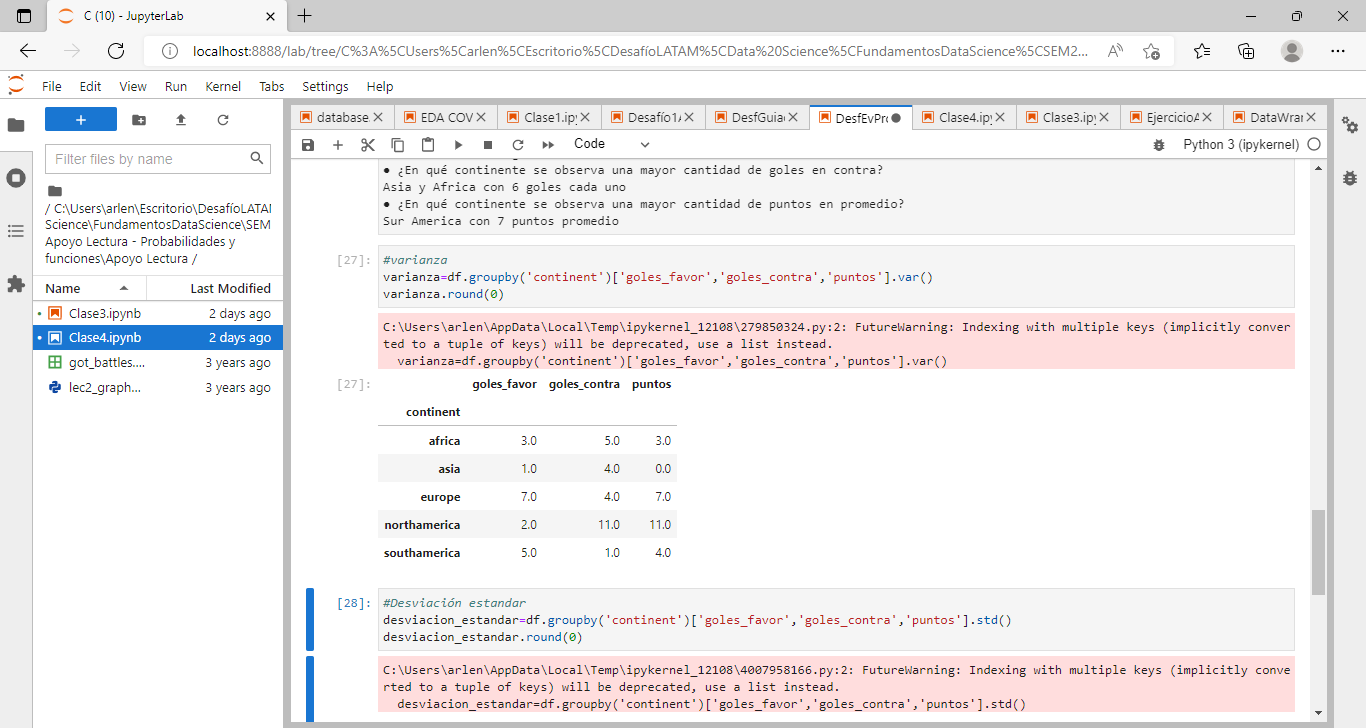 C (10) - JupyterLab
localhost:8888/lab/tree/C%3A%5CUsers%5Carlen%5CEscritorio%5CDesafíoLATAM%5CData%20Science%5CFundamentosDataScience%5CSEM2...
File Edit View Run Kernel Tabs Settings Help
database EDA COV Clase1.ipy Desafío1 DesfGuia DesfEvPro Clase4.ipy Clase3.ipy Ejercicio DataWran
Code
Python 3 (ipykernel)
Filter files by name
/ C:\Users\arlen\Escritorio\DesafíoLATAM
Science\FundamentosDataScience\SEM
Apoyo Lectura - Probabilidades y
funciones\Apoyo Lectura /
Name Last Modified
Clase3.ipynb 2 days ago
Clase4.ipynb 2 days ago
got_battles.... 3 years ago
lec2_graph... 3 years ago
• ¿En qué continente se observa una mayor cantidad de goles en contra?
Asia y Africa con 6 goles cada uno
• ¿En qué continente se observa una mayor cantidad de puntos en promedio?
Sur America con 7 puntos promedio
[27]: #varianza
varianza=df.groupby('continent')['goles_favor','goles_contra','puntos'].var()
varianza.round(0)
C:\Users\arlen\AppData\Local\Temp\ipykernel_12108\279850324.py:2: FutureWarning: Indexing with multiple keys (implicitly conver
ted to a tuple of keys) will be deprecated, use a list instead.
varianza=df.groupby('continent')['goles_favor','goles_contra','puntos'].var()
[27]: goles_favor goles_contra puntos
continent
africa 3.0 5.0 3.0
asia 1.0 4.0 0.0
europe 7.0 4.0 7.0
northamerica 2.0 11.0 11.0
southamerica 5.0 1.0 4.0
[28]: #Desviación estandar
desviacion_estandar=df.groupby('continent')['goles_favor','goles_contra','puntos'].std()
desviacion_estandar.round(0)
C:\Users\arlen\AppData\Local\Temp\ipykernel_12108\4007958166.py:2: FutureWarning: Indexing with multiple keys (implicitly conve
rted to a tuple of keys) will be deprecated, use a list instead.
desviacion_estandar=df.groupby('continent')['goles_favor','goles_contra','puntos'].std()